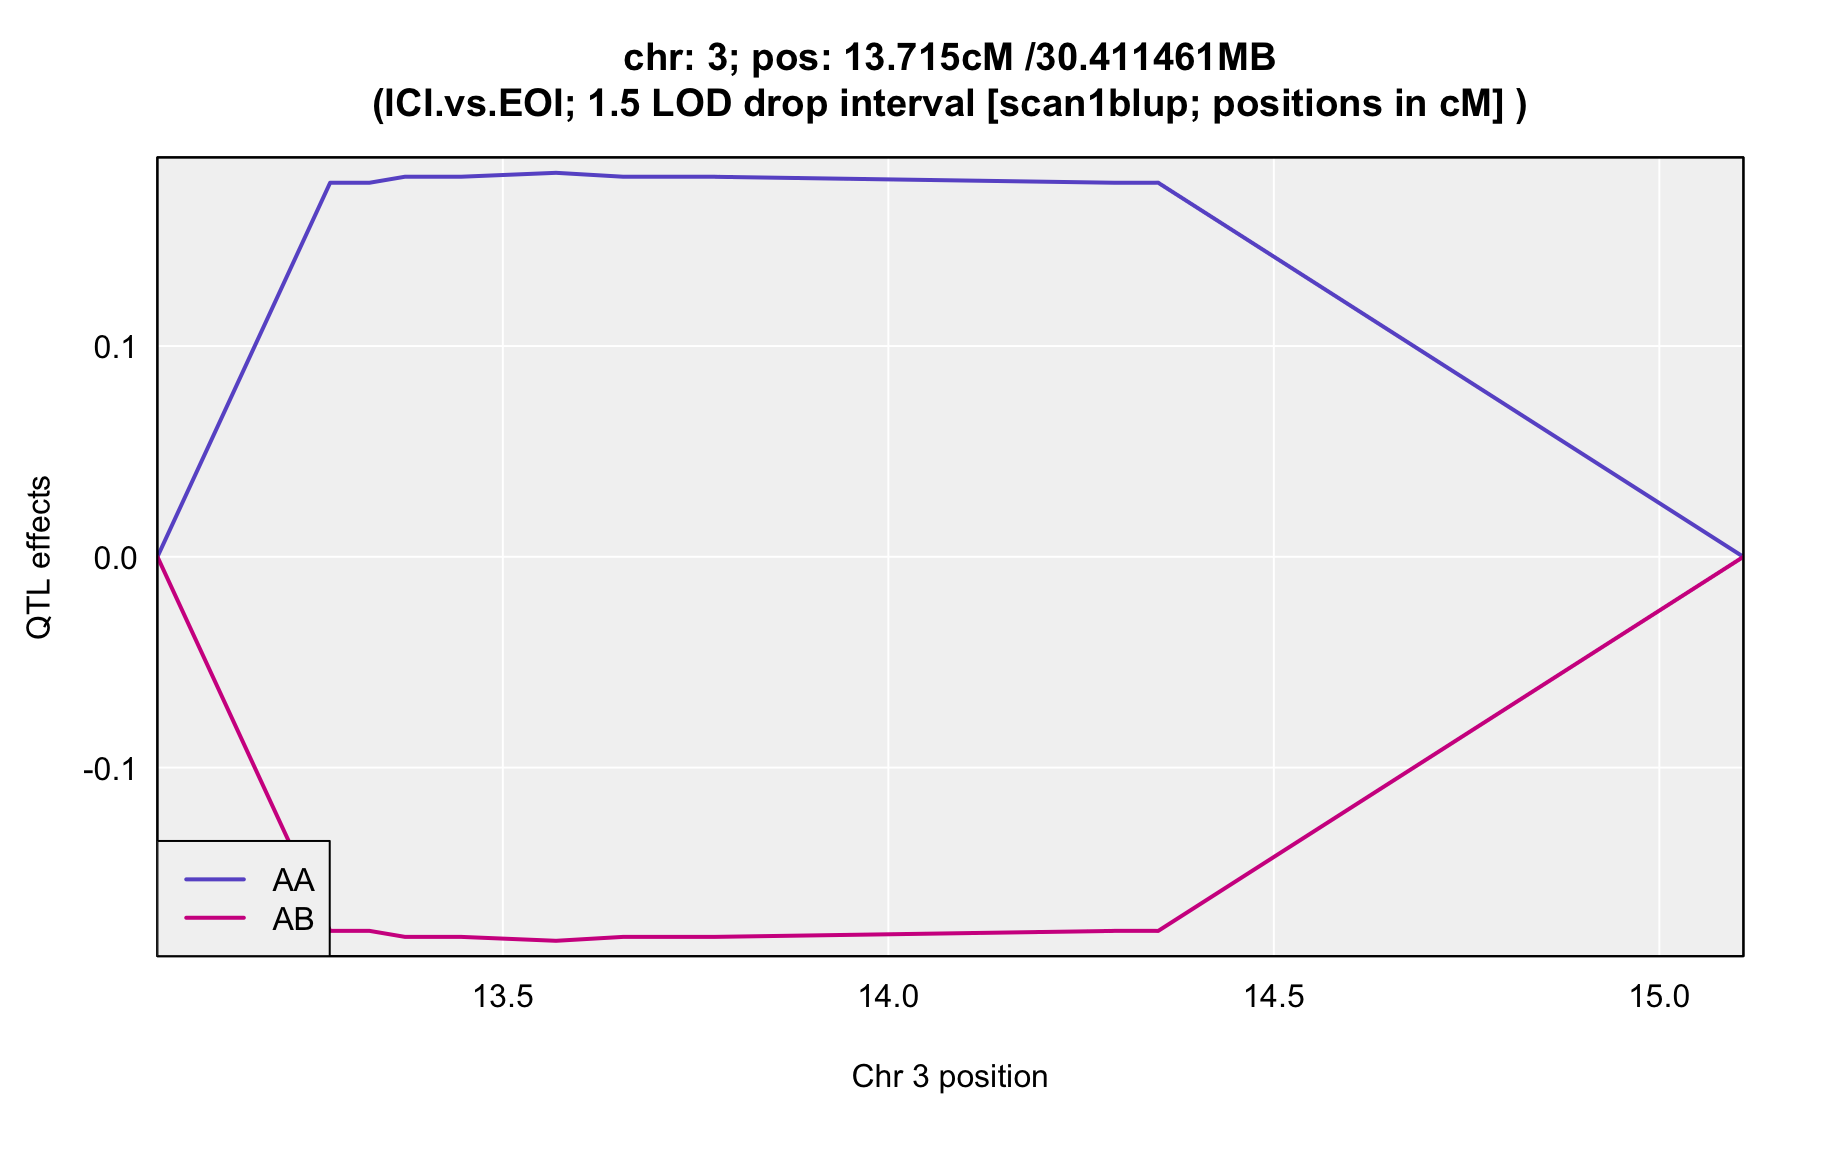 chr: 3; pos: 13.715cM /30.411461MB
(ICI.vs.EOI; 1.5 LOD drop interval [scan1blup; positions in cM] )
QTL effects
0.1
0.0
-0.1
AA
AB
13.5
14.0
14.5
15.0
Chr 3 position